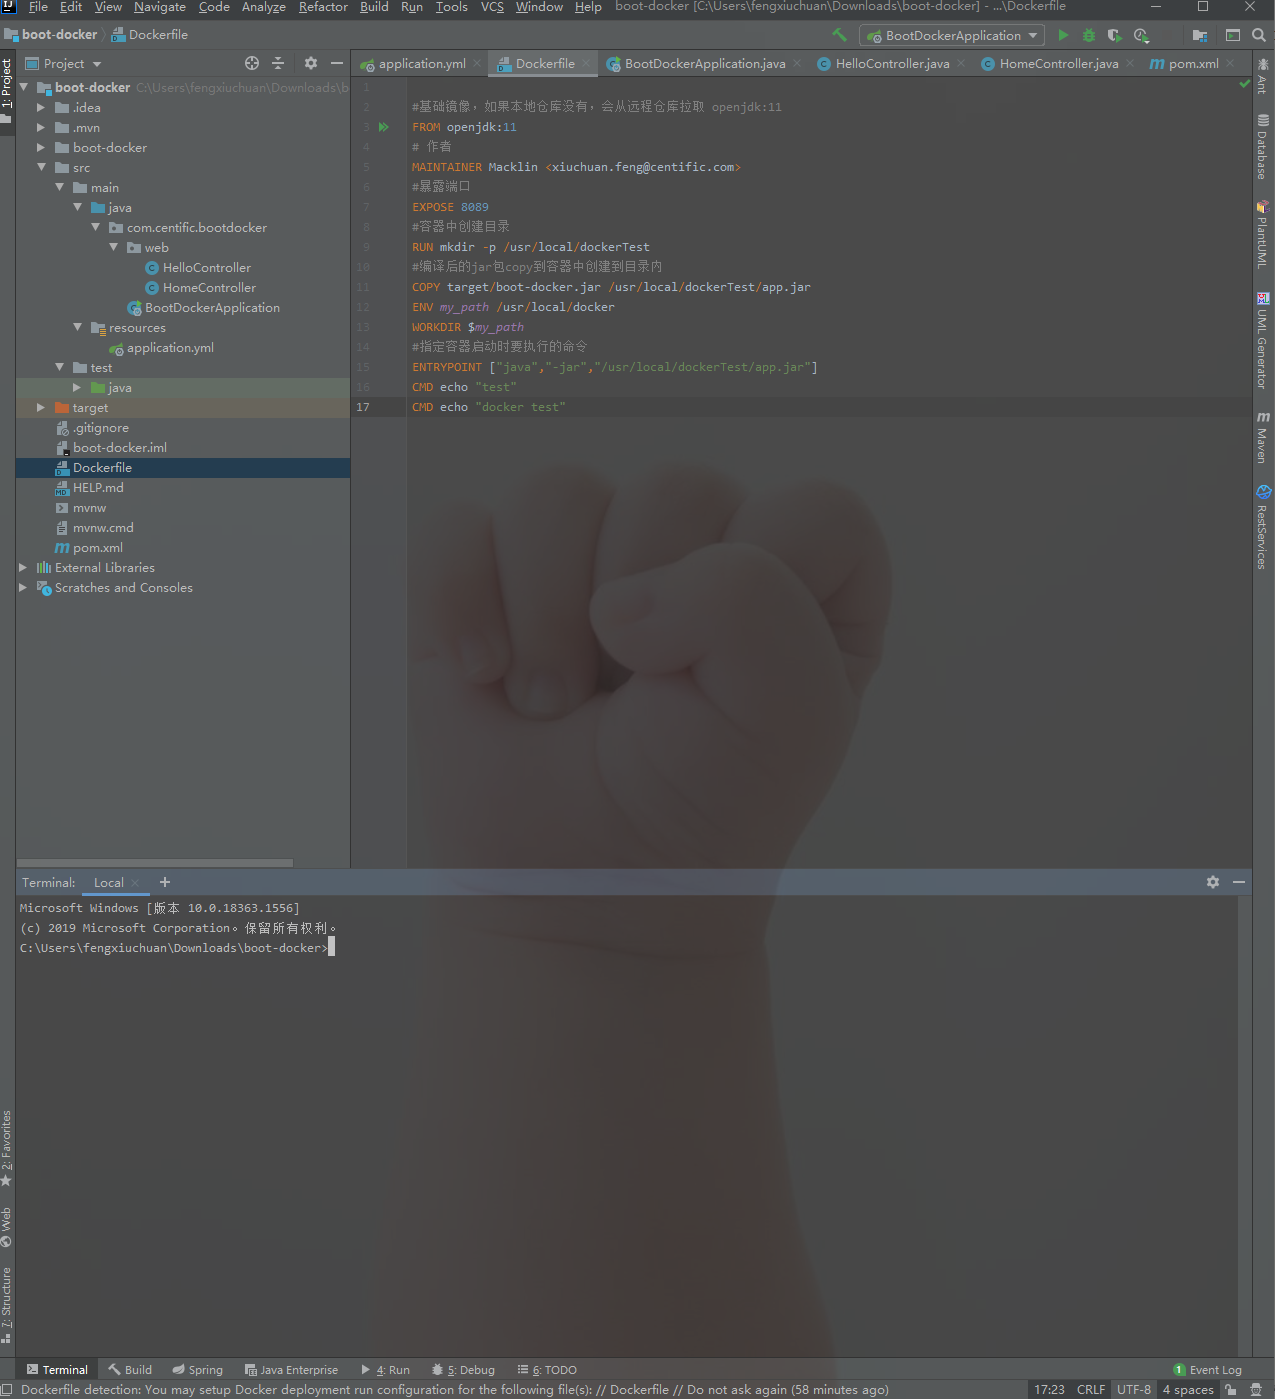 File Edit View Navigate Code Analyze Refactor Build Run Tools VCS Window Help boot-docker [C:\Users\fengxiuchuan\Downloads\boot-docker] - ...\Dockerfile
boot-docker Dockerfile BootDockerApplication
Project
application.yml Dockerfile BootDockerApplication.java HelloController.java HomeController.java pom.xml
boot-docker C:\Users\fengxiuchuan\Downloads\b
.idea
.mvn
boot-docker
src
main
java
com.centific.bootdocker
web
HelloController
HomeController
BootDockerApplication
resources
application.yml
test
java
target
.gitignore
boot-docker.iml
Dockerfile
HELP.md
mvnw
mvnw.cmd
pom.xml
External Libraries
Scratches and Consoles
1
2 #基础镜像，如果本地仓库没有，会从远程仓库拉取 openjdk:11
3 FROM openjdk:11
4 # 作者
5 MAINTAINER Macklin <xiuchuan.feng@centific.com>
6 #暴露端口
7 EXPOSE 8089
8 #容器中创建目录
9 RUN mkdir -p /usr/local/dockerTest
10 #编译后的jar包copy到容器中创建到目录内
11 COPY target/boot-docker.jar /usr/local/dockerTest/app.jar
12 ENV my_path /usr/local/docker
13 WORKDIR $my_path
14 #指定容器启动时要执行的命令
15 ENTRYPOINT ["java","-jar","/usr/local/dockerTest/app.jar"]
16 CMD echo "test"
17 CMD echo "docker test"
1: Project
2: Favorites
Web
7: Structure
Ant
Database
PlantUML
UML Generator
Maven
RestServices
Terminal: Local
Microsoft Windows [版本 10.0.18363.1556]
(c) 2019 Microsoft Corporation。保留所有权利。
C:\Users\fengxiuchuan\Downloads\boot-docker>
Terminal Build Spring Java Enterprise 4: Run 5: Debug 6: TODO 1 Event Log
Dockerfile detection: You may setup Docker deployment run configuration for the following file(s): // Dockerfile // Do not ask again (58 minutes ago) 17:23 CRLF UTF-8 4 spaces